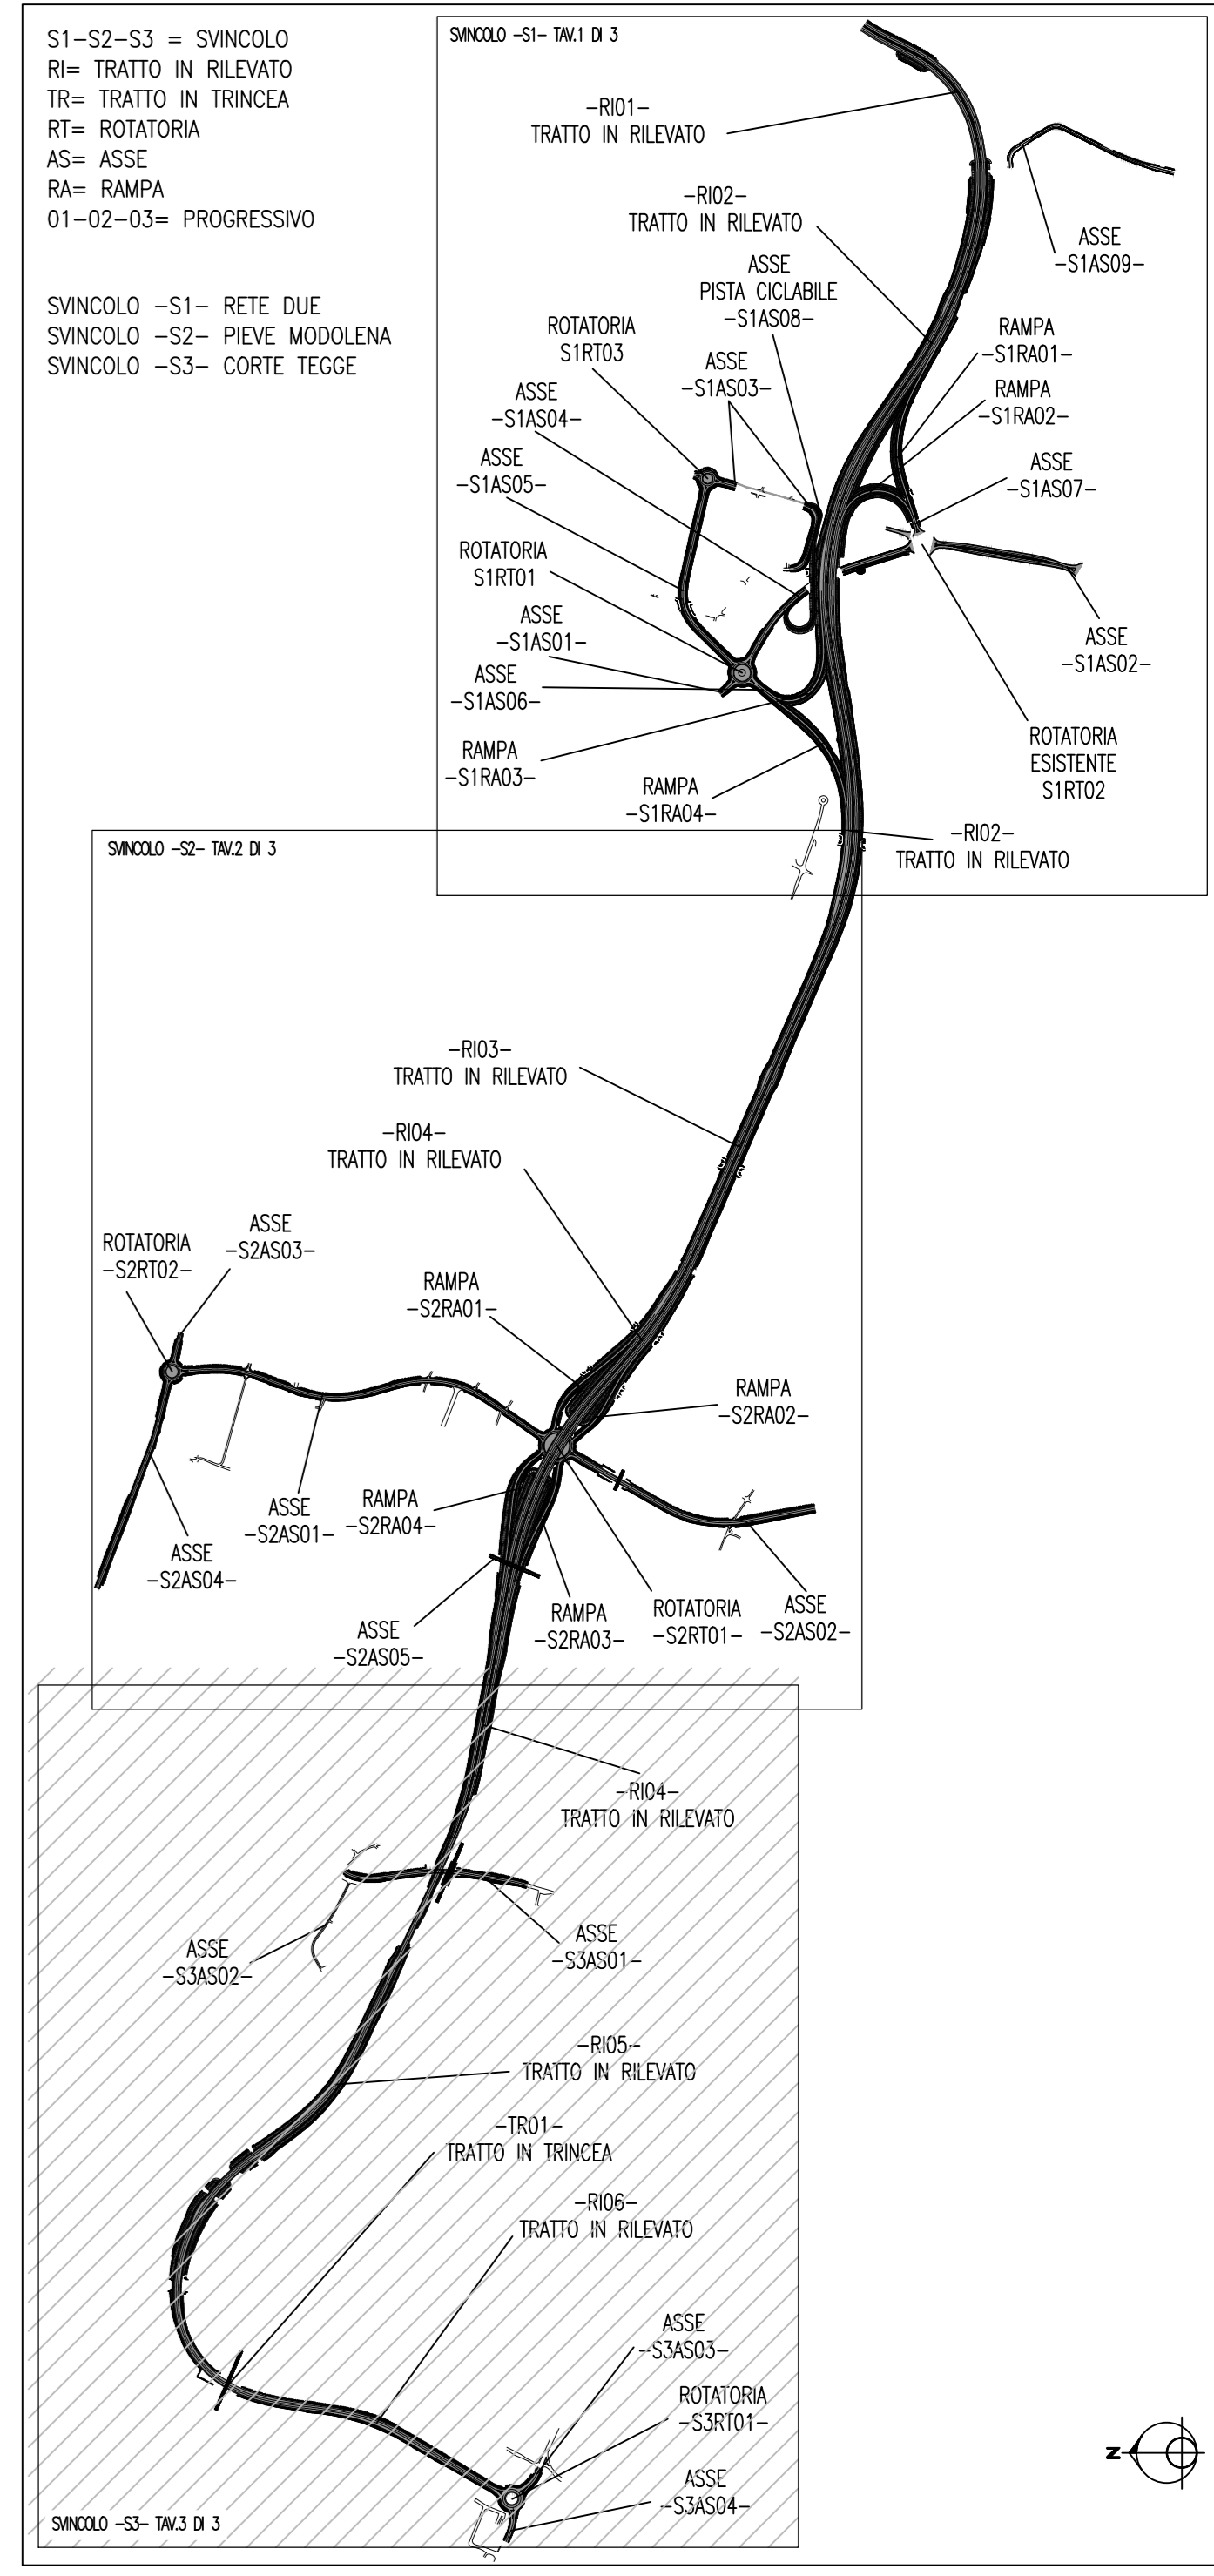 S1-S2-S3 = SVINCOLO
RI= TRATTO IN RILEVATO
TR= TRATTO IN TRINCEA
RT= ROTATORIA
AS= ASSE
RA= RAMPA
01-02-03= PROGRESSIVO
SVINCOLO -S1- RETE DUE
SVINCOLO -S2- PIEVE MODOLENA
SVINCOLO -S3- CORTE TEGGE
SVINCOLO -S1- TAV.1 DI 3
-RI01-
TRATTO IN RILEVATO
-RI02-
TRATTO IN RILEVATO
ASSE
-S1AS09-
ASSE
PISTA CICLABILE
-S1AS08-
ROTATORIA
S1RT03
RAMPA
-S1RA01-
ASSE
-S1AS03-
RAMPA
-S1RA02-
ASSE
-S1AS04-
ASSE
-S1AS05-
ASSE
-S1AS07-
ROTATORIA
S1RT01
ASSE
-S1AS01-
ASSE
-S1AS02-
ASSE
-S1AS06-
RAMPA
-S1RA03-
ROTATORIA
ESISTENTE
S1RT02
RAMPA
-S1RA04-
-RI02-
TRATTO IN RILEVATO
SVINCOLO -S2- TAV.2 DI 3
-RI03-
TRATTO IN RILEVATO
-RI04-
TRATTO IN RILEVATO
ASSE
-S2AS03-
ROTATORIA
-S2RT02-
RAMPA
-S2RA01-
RAMPA
-S2RA02-
RAMPA
-S2RA04-
ASSE
-S2AS01-
ASSE
-S2AS04-
ASSE
-S2AS05-
RAMPA
-S2RA03-
ROTATORIA
-S2RT01-
ASSE
-S2AS02-
-RI04-
TRATTO IN RILEVATO
ASSE
-S3AS01-
ASSE
-S3AS02-
-RI05-
TRATTO IN RILEVATO
-TR01-
TRATTO IN TRINCEA
-RI06-
TRATTO IN RILEVATO
ASSE
-S3AS03-
ROTATORIA
-S3RT01-
ASSE
-S3AS04-
SVINCOLO -S3- TAV.3 DI 3
N